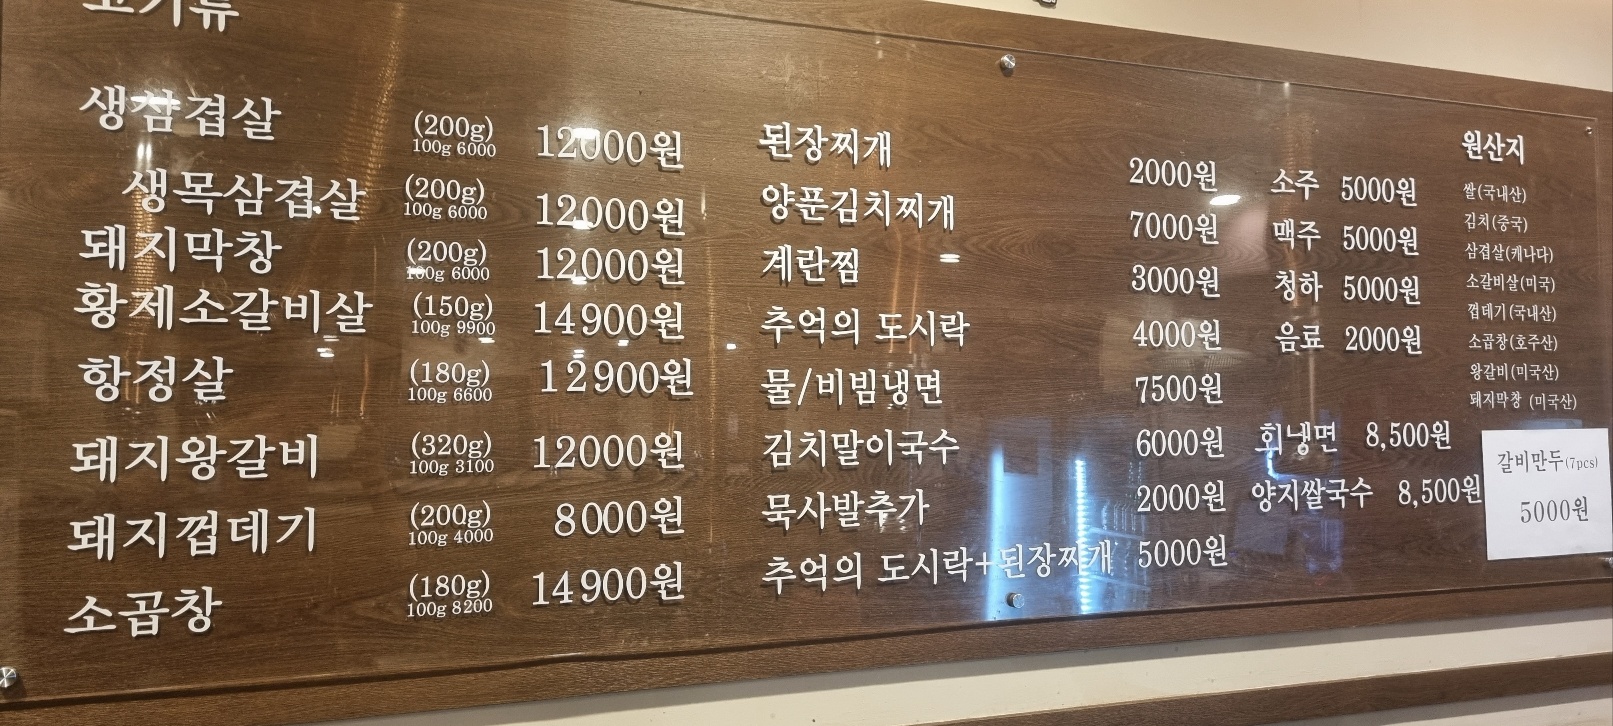 고기류
생삼겹살 (200g) 100g 6000 12000원
생목삼겹살 (200g) 100g 6000 12000원
돼지막창 (200g) 100g 6000 12000원
황제소갈비살 (150g) 100g 9900 14900원
항정살 (180g) 100g 6600 12900원
돼지왕갈비 (320g) 100g 3100 12000원
돼지껍데기 (200g) 100g 4000 8000원
소곱창 (180g) 100g 8200 14900원
된장찌개 2000원
양푼김치찌개 7000원
계란찜 3000원
추억의 도시락 4000원
물/비빔냉면 7500원
김치말이국수 6000원
묵사발추가 2000원
추억의 도시락+된장찌개 5000원
소주 5000원
맥주 5000원
청하 5000원
음료 2000원
회냉면 8,500원
양지쌀국수 8,500원
원산지
쌀(국내산)
김치(중국)
삼겹살(캐나다)
소갈비살(미국)
껍데기(국내산)
소곱창(호주산)
왕갈비(미국산)
돼지막창 (미국산)
갈비만두(7pcs)
5000원